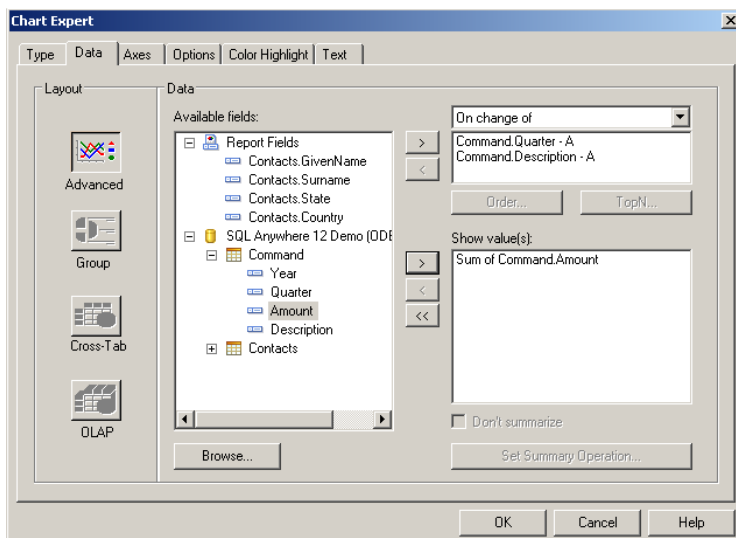 Chart Expert
Type Data Axes Options Color Highlight Text
Layout
Advanced
Group
Cross-Tab
OLAP
Data
Available fields:
Report Fields
Contacts.GivenName
Contacts.Surname
Contacts.State
Contacts.Country
SQL Anywhere 12 Demo (ODB
Command
Year
Quarter
Amount
Description
Contacts
Browse...
>
<
On change of
Command.Quarter - A
Command.Description - A
Order... TopN...
Show value(s):
>
<
<<
Sum of Command.Amount
Don't summarize
Set Summary Operation...
OK Cancel Help